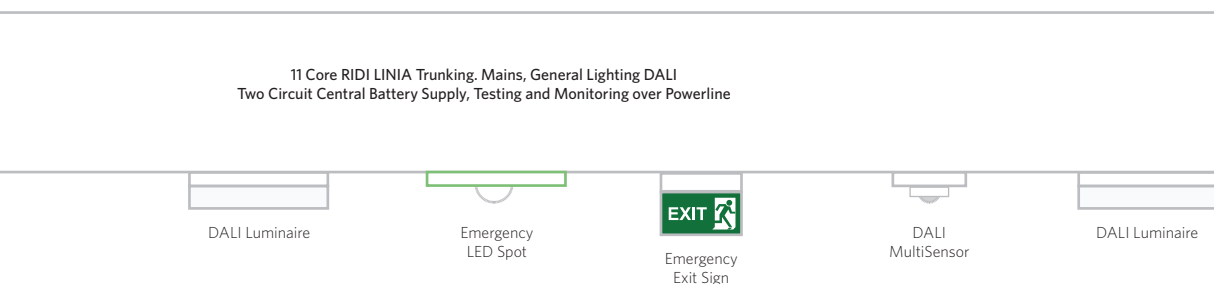 11 Core RIDI LINIA Trunking. Mains, General Lighting DALI
Two Circuit Central Battery Supply, Testing and Monitoring over Powerline
EXIT
DALI Luminaire
Emergency
LED Spot
Emergency
Exit Sign
DALI
MultiSensor
DALI Luminaire